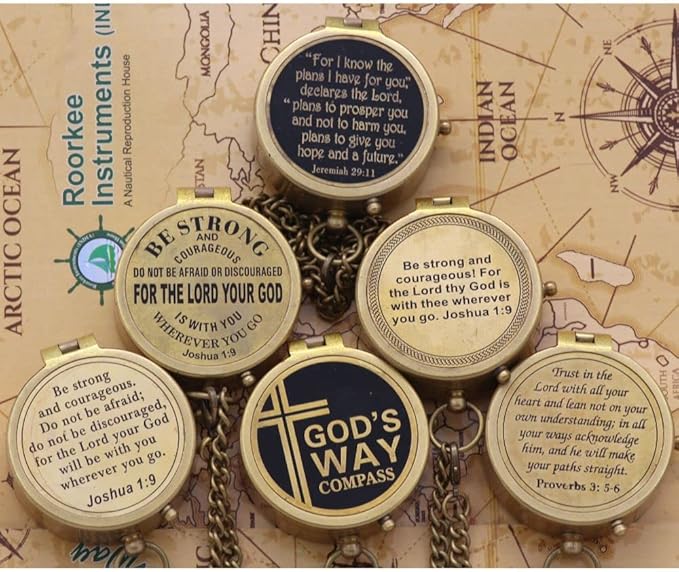 ARCTIC OCEAN
Roorkee
Instruments (IN
A Nautical Reproduction House
MONGOLIA
CHIN
INDIAN
OCEAN
NW
N
NE
SW
“For I know the
plans I have for you,”
declares the Lord,
“plans to prosper you
and not to harm you,
plans to give you
hope and a future.”
Jeremiah 29:11
BE STRONG
AND
COURAGEOUS
DO NOT BE AFRAID OR DISCOURAGED
FOR THE LORD YOUR GOD
IS WITH YOU
WHEREVER YOU GO
Joshua 1:9
Be strong and
courageous! For
the Lord thy God is
with thee wherever
you go. Joshua 1:9
Be strong
and courageous.
Do not be afraid;
do not be discouraged,
for the Lord your God
will be with you
wherever you go.
Joshua 1:9
GOD'S
WAY
COMPASS
Trust in the
Lord with all your
heart and lean not on your
own understanding; in all
your ways acknowledge
him, and he will make
your paths straight.
Proverbs 3: 5-6